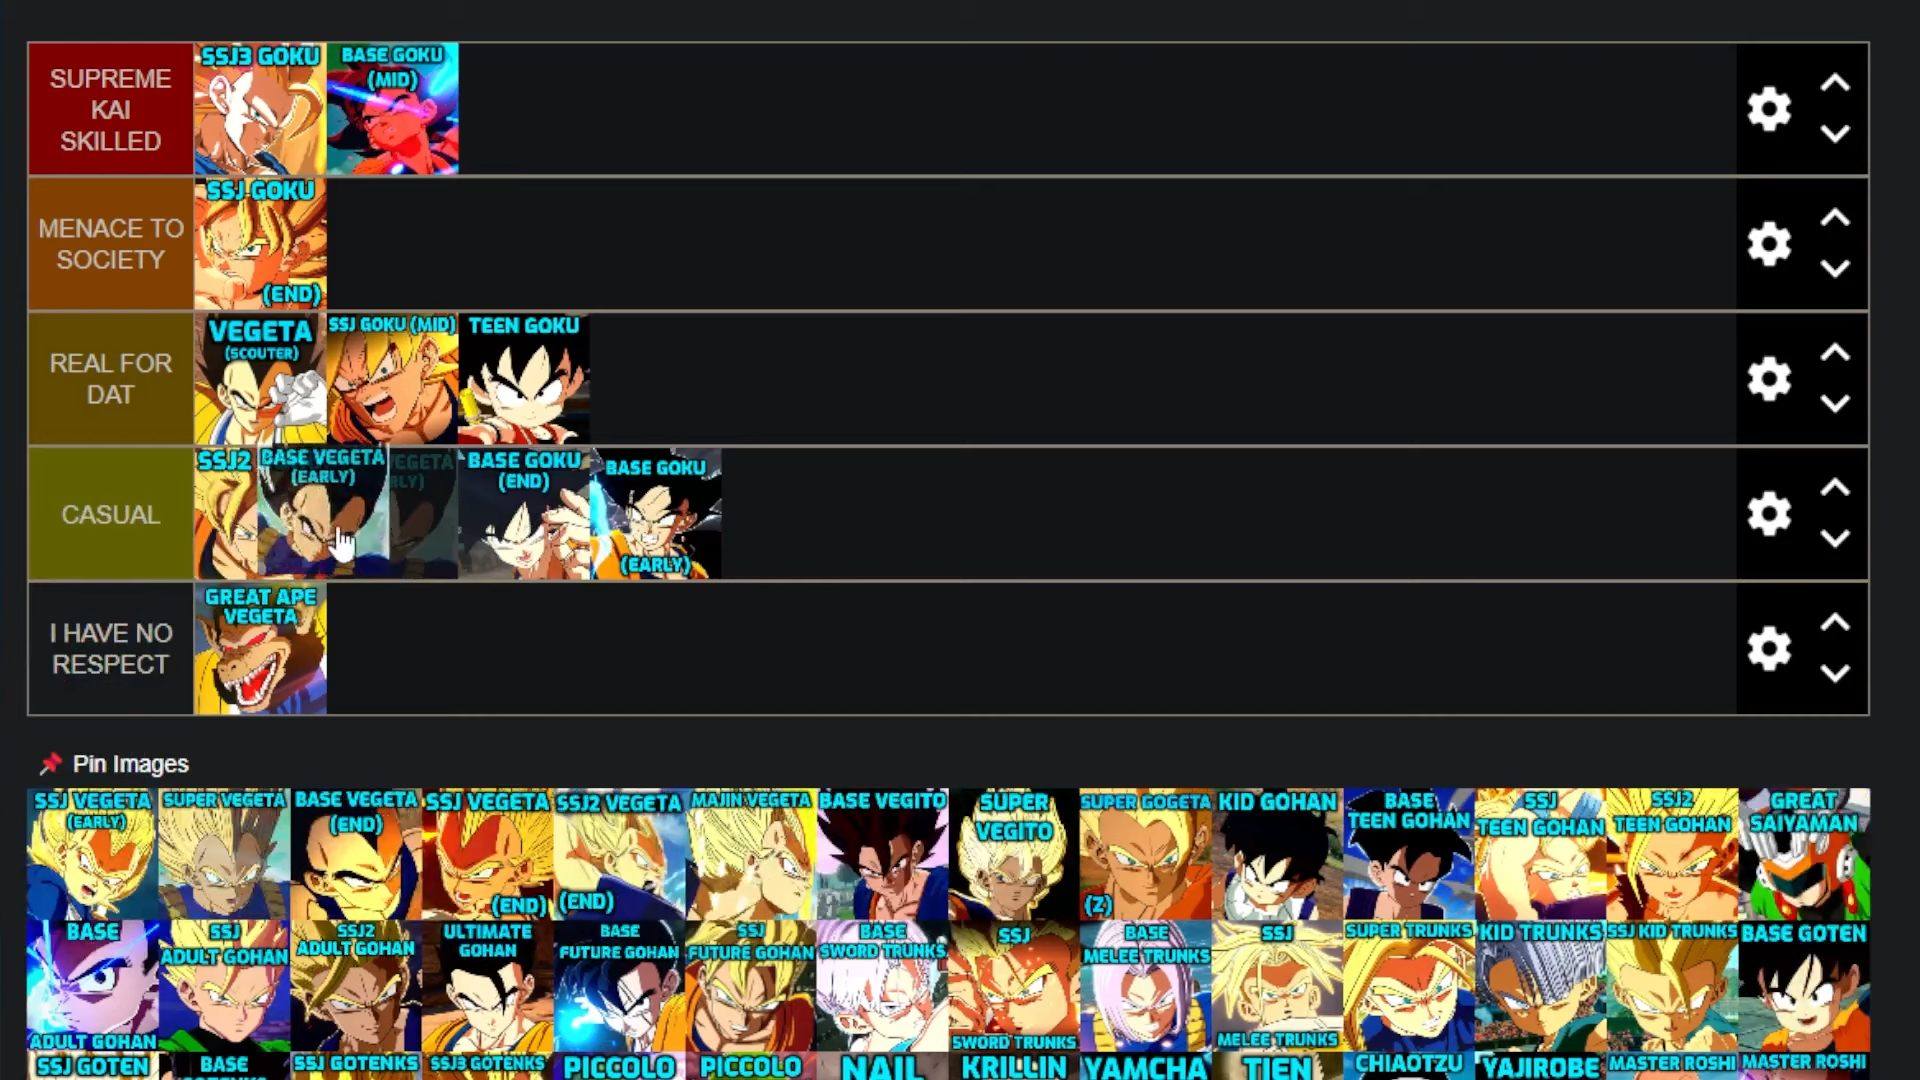 SUPREME
KAI
SKILLED
SSJ3 GOKU
BASE GOKU
(MID)
MENACE TO
SOCIETY
SSJ GOKU
(END)
REAL FOR
DAT
VEGETA
(SCOUTER)
SSJ GOKU (MID)
TEEN GOKU
CASUAL
SSJ2
BASE VEGETA
(EARLY)
BASE GOKU
(END)
BASE GOKU
(EARLY)
I HAVE NO
RESPECT
GREAT APE
VEGETA
Pin Images
SSJ VEGETA
(EARLY)
SUPER VEGETA
BASE VEGETA
(END)
SSJ VEGETA
(END)
SSJ2 VEGETA
(END)
MAJIN VEGETA
BASE VEGITO
SUPER
VEGITO
SUPER GOGETA
(Z)
KID GOHAN
BASE
TEEN GOHAN
SSJ
TEEN GOHAN
SSJ2
TEEN GOHAN
GREAT
SAIYAMAN
BASE
ADULT GOHAN
SSJ
ADULT GOHAN
SSJ2
ADULT GOHAN
ULTIMATE
GOHAN
BASE
FUTURE GOHAN
SSJ
FUTURE GOHAN
BASE
SWORD TRUNKS
SSJ
SWORD TRUNKS
BASE
MELEE TRUNKS
SSJ
MELEE TRUNKS
SUPER TRUNKS
KID TRUNKS
SSJ KID TRUNKS
BASE GOTEN
SSJ GOTEN
BASE
SSJ GOTENKS
SSJ3 GOTENKS
PICCOLO
PICCOLO
NAIL
KRILLIN
YAMCHA
TIEN
CHIAOTZU
YAJIROBE
MASTER ROSHI
MASTER ROSHI